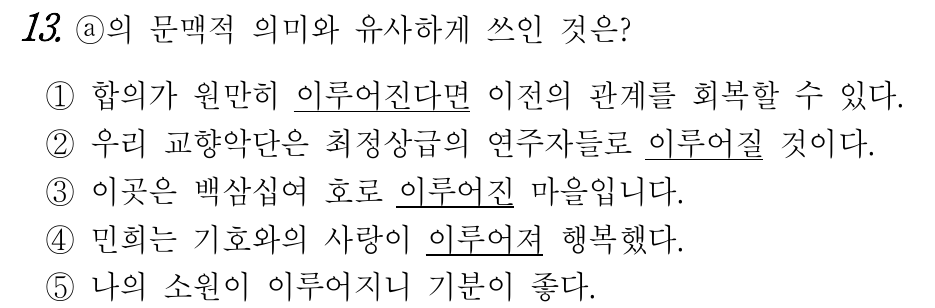 13. ⓐ의 문맥적 의미와 유사하게 쓰인 것은?
① 합의가 원만히 이루어진다면 이전의 관계를 회복할 수 있다.
② 우리 교향악단은 최정상급의 연주자들로 이루어질 것이다.
③ 이곳은 백삼십여 호로 이루어진 마을입니다.
④ 민희는 기호와의 사랑이 이루어져 행복했다.
⑤ 나의 소원이 이루어지니 기분이 좋다.